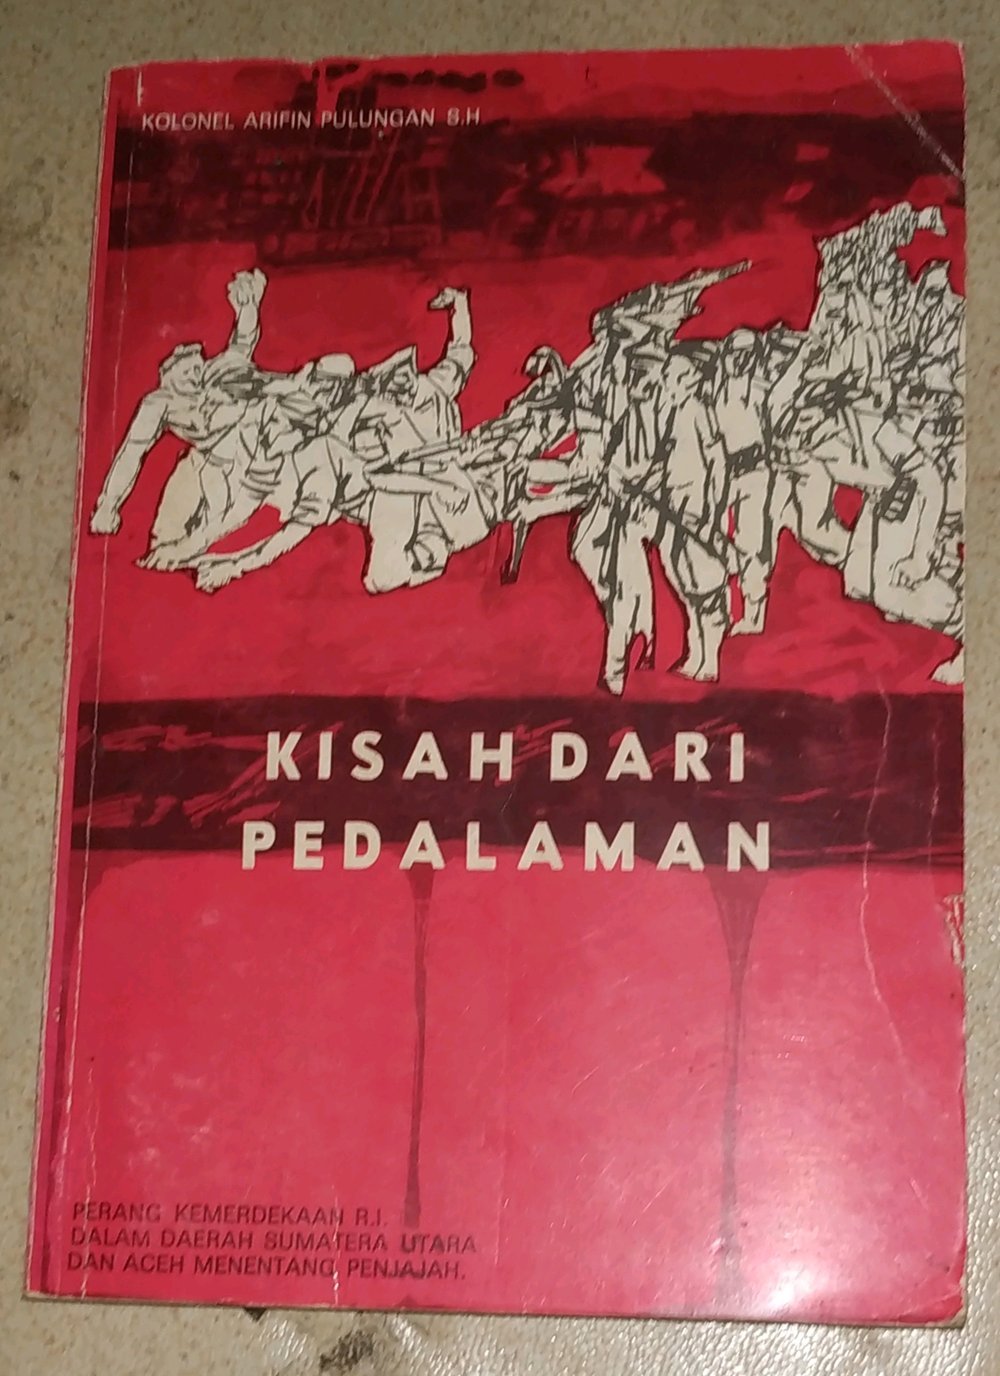 KOLONEL ARIFIN PULUNGAN S.H
KISAH DARI
PEDALAMAN
PERANG KEMERDEKAAN R.I.
DALAM DAERAH SUMATERA UTARA
DAN ACEH MENENTANG PENJAJAH.